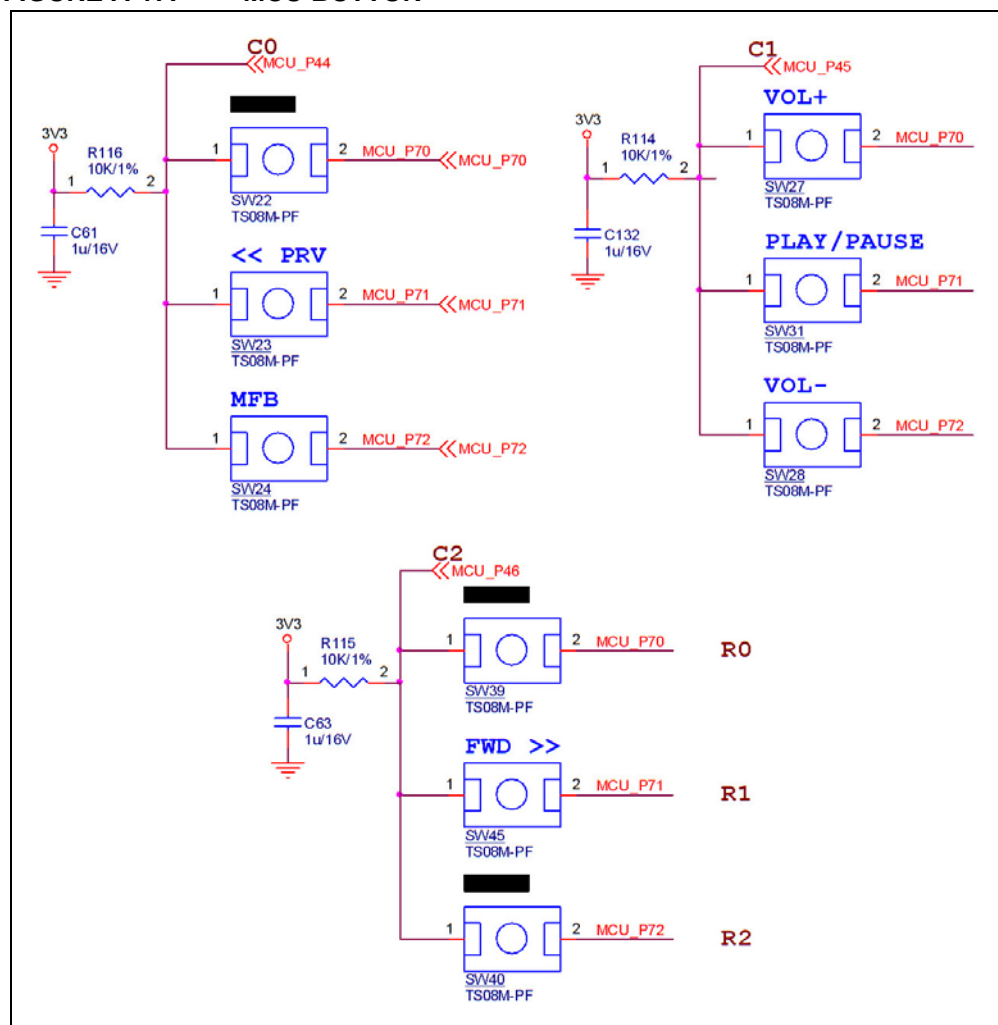 C0
MCU_P44
3V3
R116
10K/1%
1 2
C61
1u/16V
1 2 MCU_P70 MCU_P70
SW22
TS08M-PF
<< PRV
1 2 MCU_P71 MCU_P71
SW23
TS08M-PF
MFB
1 2 MCU_P72 MCU_P72
SW24
TS08M-PF
C1
MCU_P45
VOL+
3V3
R114
10K/1%
1 2
C132
1u/16V
1 2 MCU_P70
SW27
TS08M-PF
PLAY/PAUSE
1 2 MCU_P71
SW31
TS08M-PF
VOL-
1 2 MCU_P72
SW28
TS08M-PF
C2
MCU_P46
3V3
R115
10K/1%
1 2
C63
1u/16V
1 2 MCU_P70 R0
SW39
TS08M-PF
FWD >>
1 2 MCU_P71 R1
SW45
TS08M-PF
1 2 MCU_P72 R2
SW40
TS08M-PF